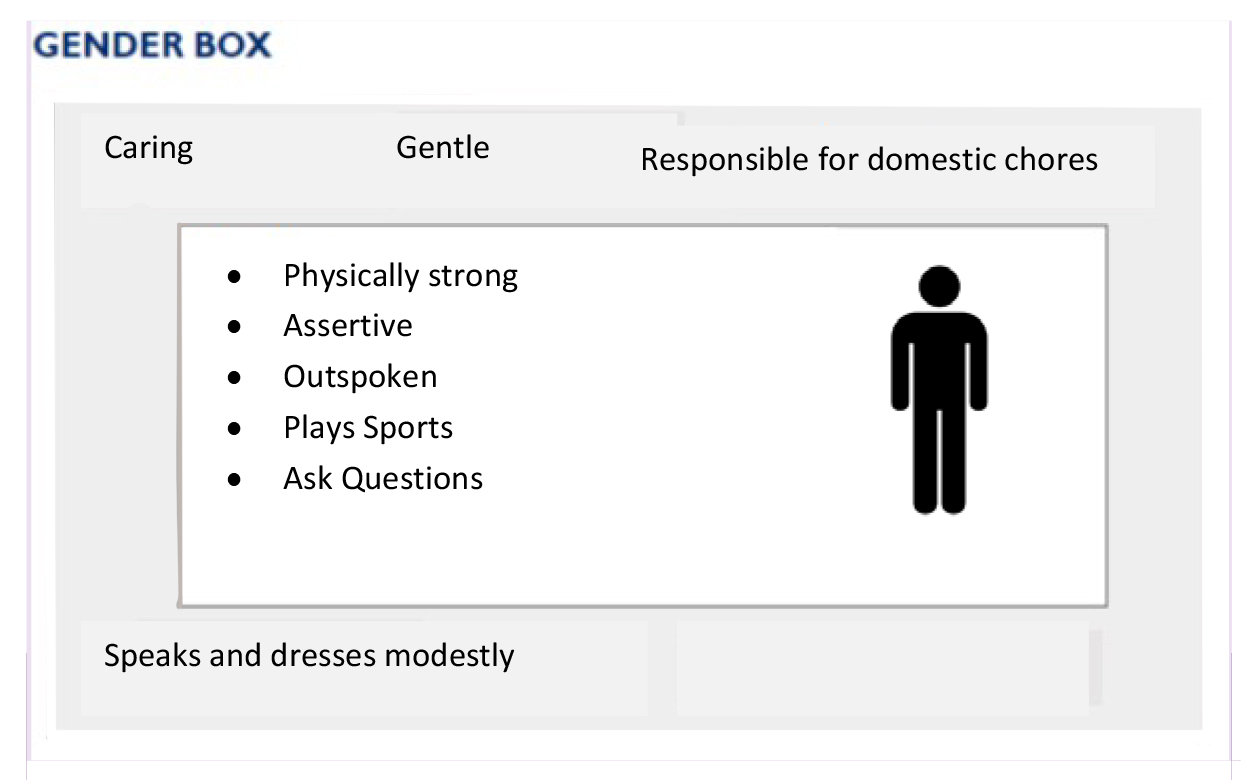 GENDER BOX
Caring
Gentle
Responsible for domestic chores
• Physically strong
• Assertive
• Outspoken
• Plays Sports
• Ask Questions
Speaks and dresses modestly